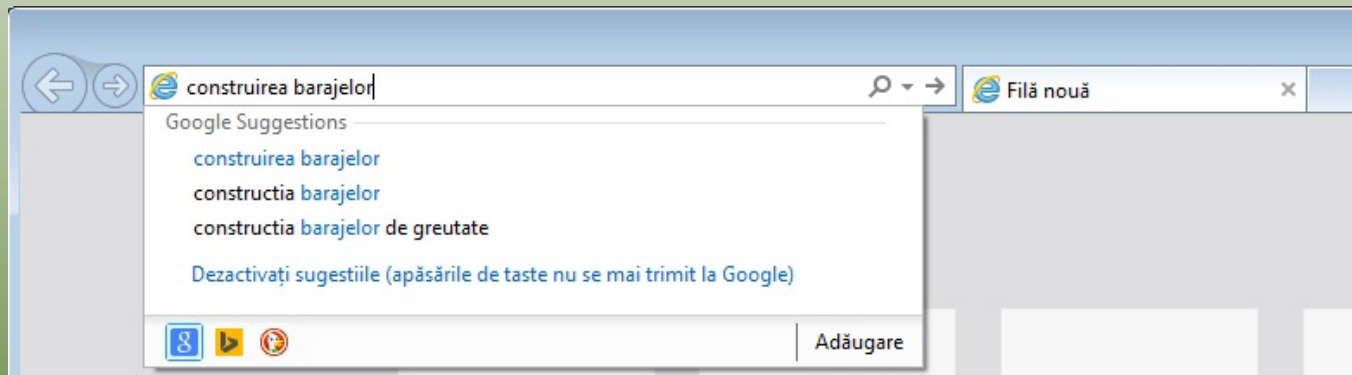 construirea barajelor
Filă nouă
Google Suggestions
construirea barajelor
constructia barajelor
constructia barajelor de greutate
Dezactivați sugestiile (apăsările de taste nu se mai trimit la Google)
Adăugare